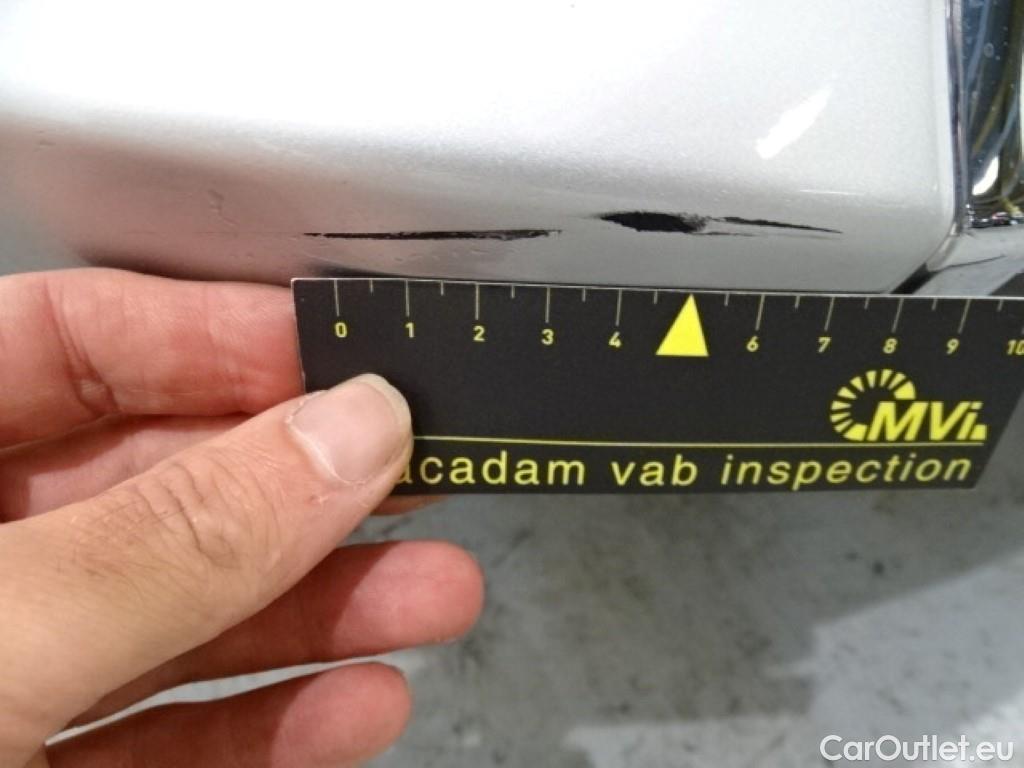 0 1 2 3 4 6 7 8 9 10
MVi
acadam vab inspection
CarOutlet.eu